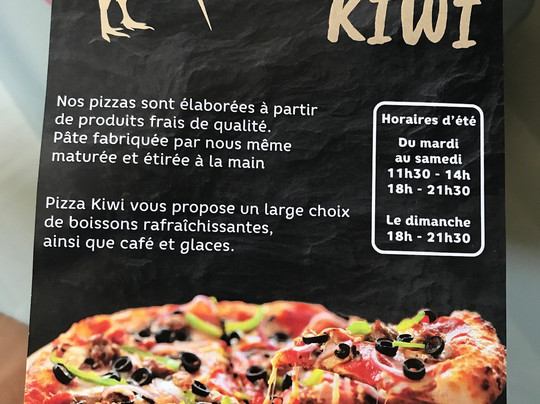 KIWI
Nos pizzas sont élaborées à partir
de produits frais de qualité.
Pâte fabriquée par nous même
maturée et étirée à la main
Pizza Kiwi vous propose un large choix
de boissons rafraîchissantes,
ainsi que café et glaces.
Horaires d'été
Du mardi
au samedi
11h30 - 14h
18h - 21h30
Le dimanche
18h - 21h30